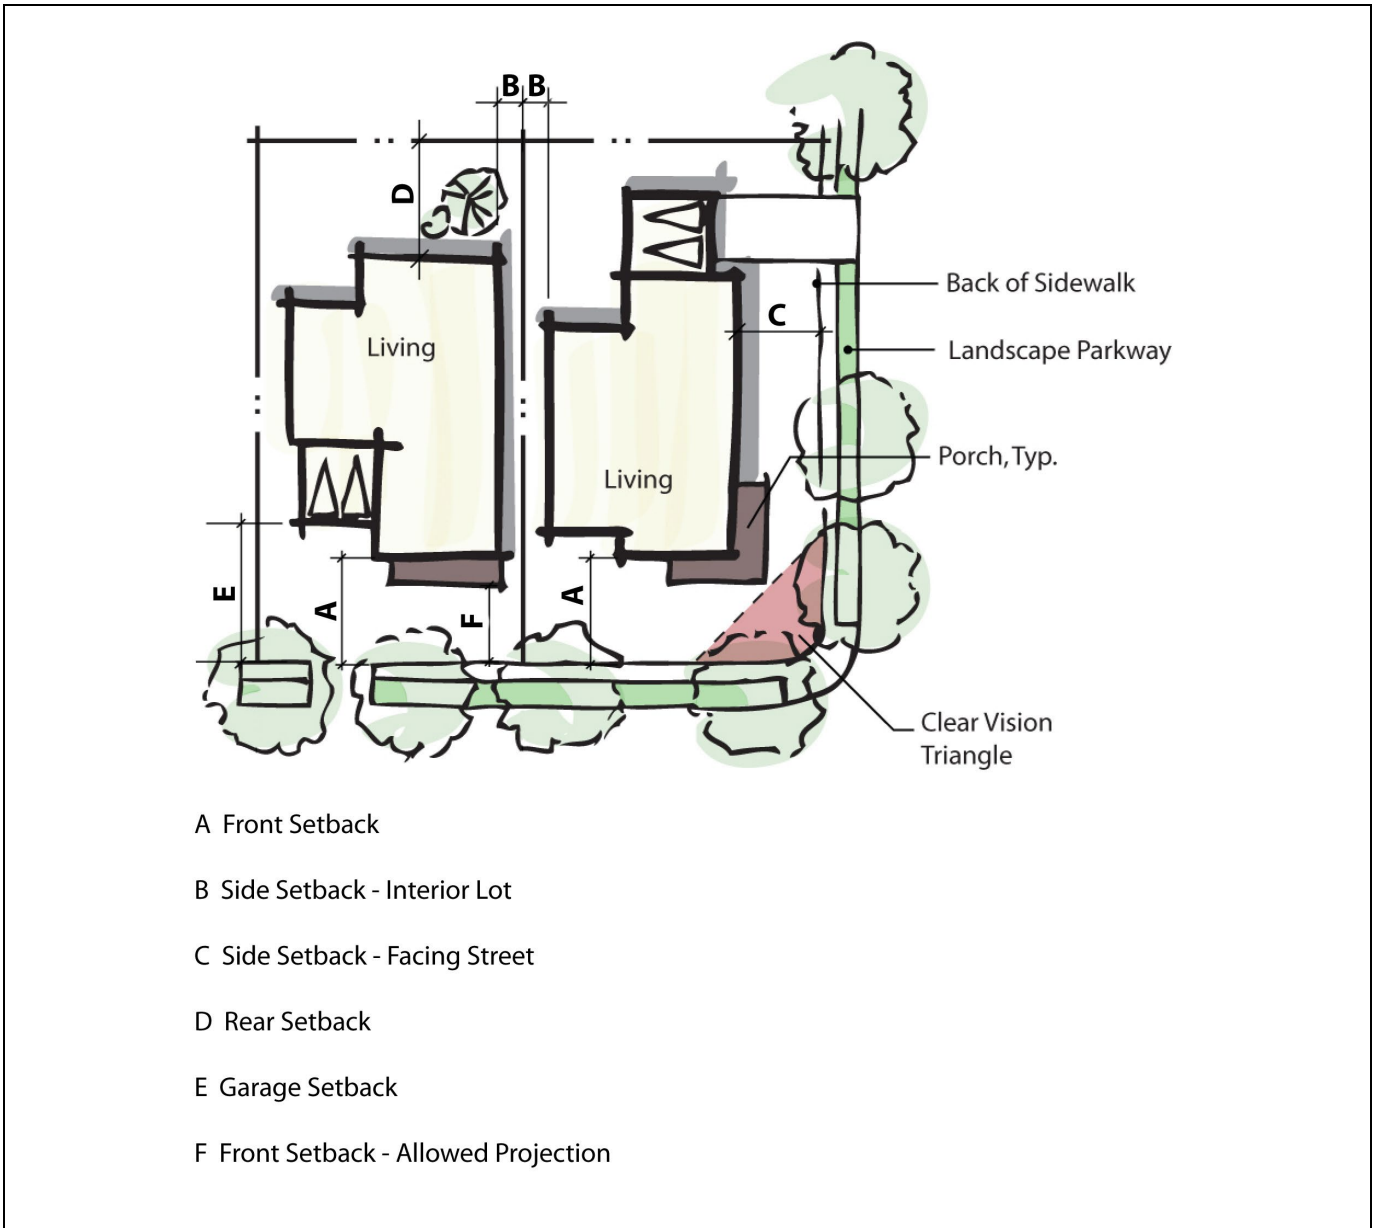 B B
D
Back of Sidewalk
C
Living
Landscape Parkway
Porch, Typ.
Living
E
A
F
A
Clear Vision
Triangle
A Front Setback
B Side Setback - Interior Lot
C Side Setback - Facing Street
D Rear Setback
E Garage Setback
F Front Setback - Allowed Projection